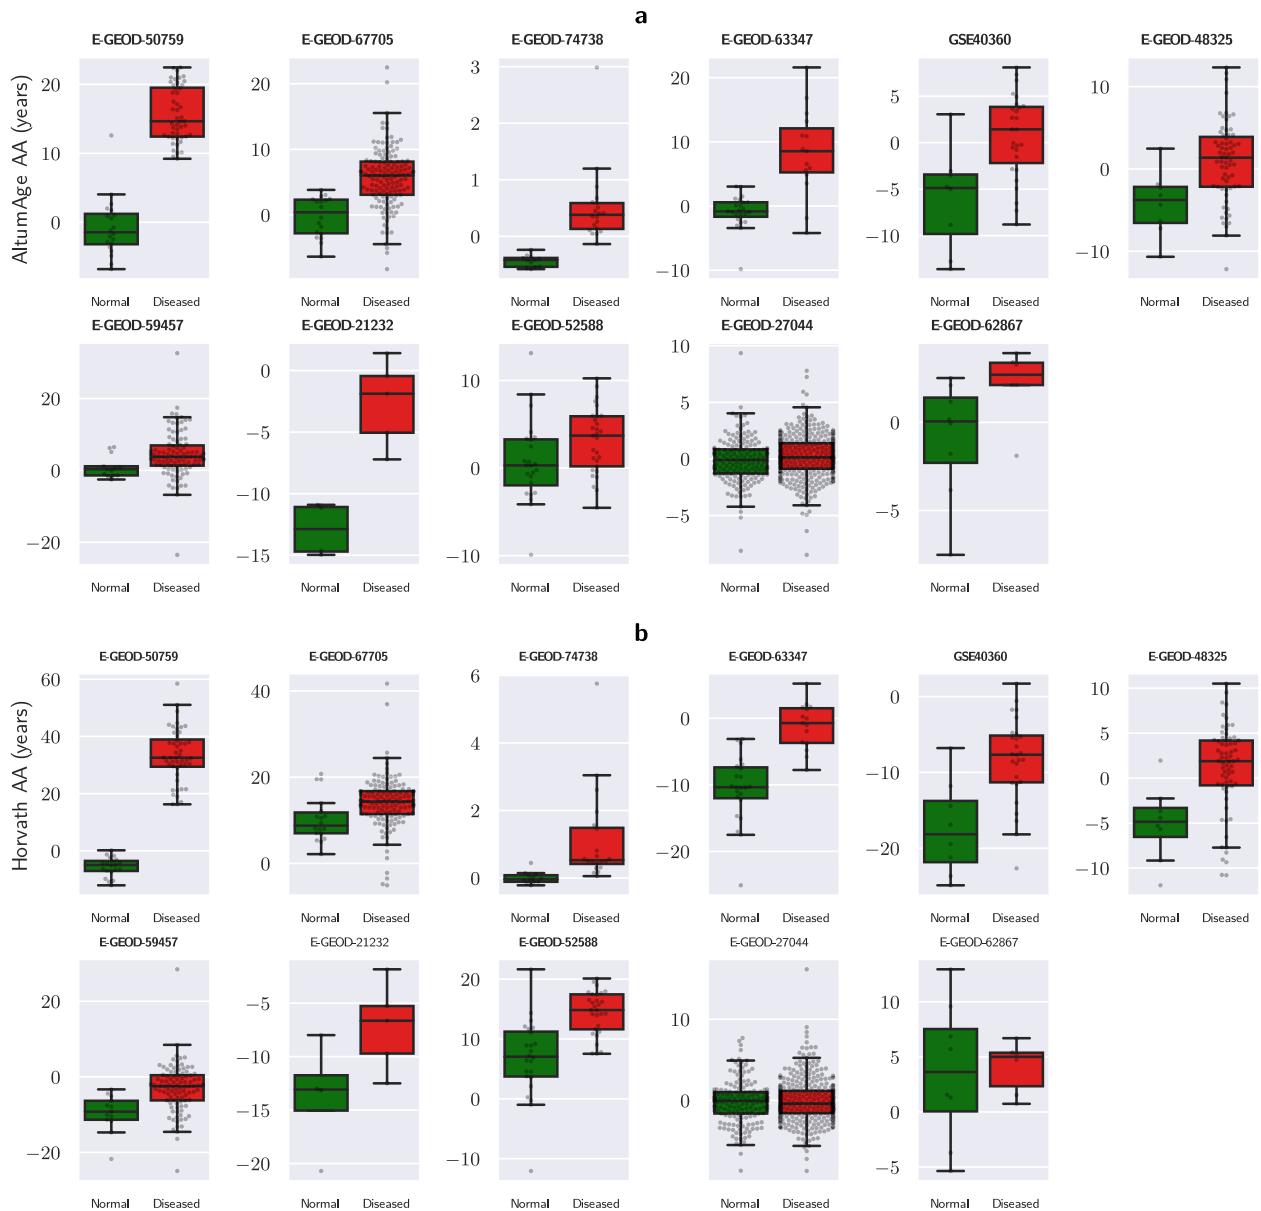 a
E-GEOD-50759 E-GEOD-67705 E-GEOD-74738 E-GEOD-63347 GSE40360 E-GEOD-48325
AltumAge AA (years)
20 10 0
20 10 0
3 2 1 0
20 10 0 −10
5 0 −5 −10
10 0 −10
Normal Diseased Normal Diseased Normal Diseased Normal Diseased Normal Diseased Normal Diseased
E-GEOD-59457 E-GEOD-21232 E-GEOD-52588 E-GEOD-27044 E-GEOD-62867
20 0 −20
0 −5 −10 −15
10 0 −10
10 5 0 −5
0 −5
Normal Diseased Normal Diseased Normal Diseased Normal Diseased Normal Diseased
b
E-GEOD-50759 E-GEOD-67705 E-GEOD-74738 E-GEOD-63347 GSE40360 E-GEOD-48325
Horvath AA (years)
60 40 20 0
40 20 0
6 4 2 0
0 −10 −20
0 −10 −20
10 5 0 −5 −10
Normal Diseased Normal Diseased Normal Diseased Normal Diseased Normal Diseased Normal Diseased
E-GEOD-59457 E-GEOD-21232 E-GEOD-52588 E-GEOD-27044 E-GEOD-62867
20 0 −20
−5 −10 −15 −20
20 10 0 −10
10 0
10 5 0 −5
Normal Diseased Normal Diseased Normal Diseased Normal Diseased Normal Diseased